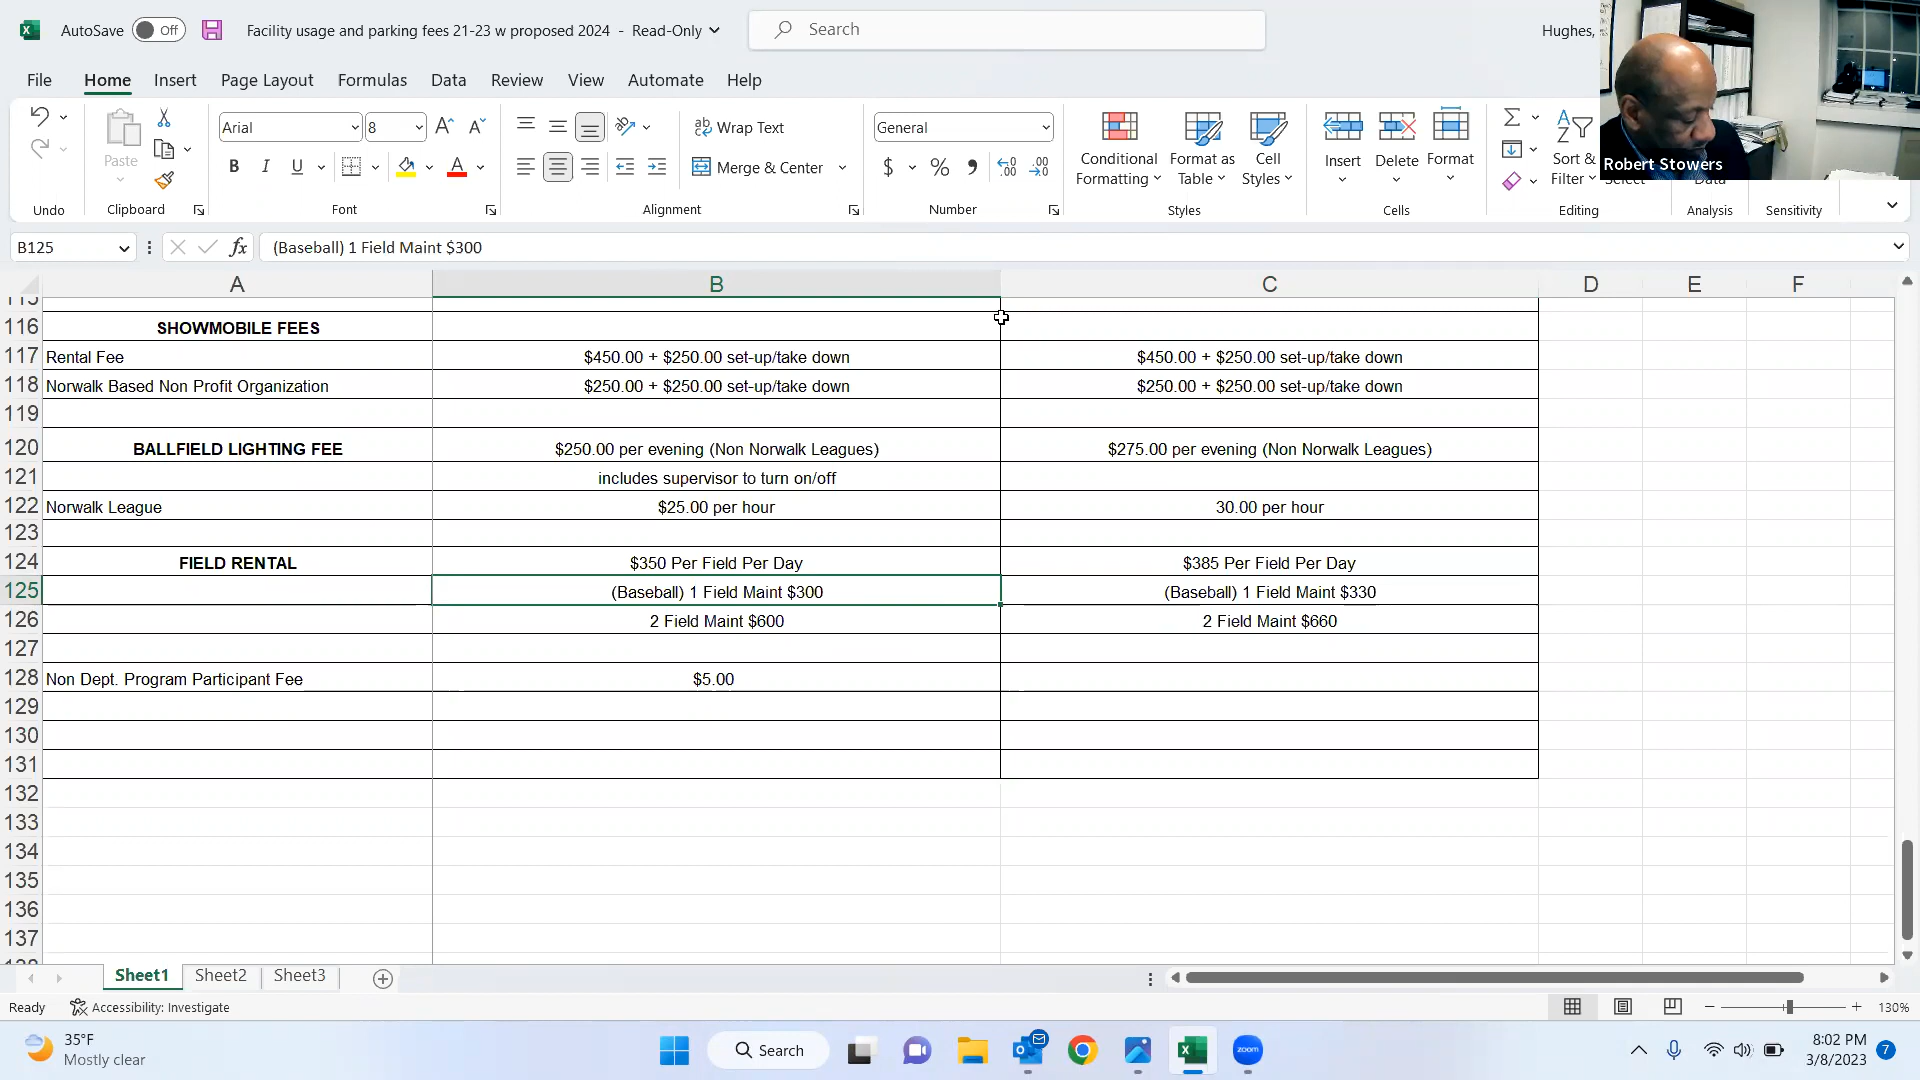 AutoSave Off Facility usage and parking fees 21-23 w proposed 2024 - Read-Only Search Hughes,
File Home Insert Page Layout Formulas Data Review View Automate Help
Arial 8 Wrap Text General
Paste B I U Merge & Center $ % Conditional Formatting Format as Table Cell Styles Insert Delete Format Sort & Filter
Robert Stowers
Undo Clipboard Font Alignment Number Styles Cells Editing Analysis Sensitivity
B125 fx (Baseball) 1 Field Maint $300
A B C D E F
116 SHOWMOBILE FEES
117 Rental Fee $450.00 + $250.00 set-up/take down $450.00 + $250.00 set-up/take down
118 Norwalk Based Non Profit Organization $250.00 + $250.00 set-up/take down $250.00 + $250.00 set-up/take down
119
120 BALLFIELD LIGHTING FEE $250.00 per evening (Non Norwalk Leagues) $275.00 per evening (Non Norwalk Leagues)
121 includes supervisor to turn on/off
122 Norwalk League $25.00 per hour 30.00 per hour
123
124 FIELD RENTAL $350 Per Field Per Day $385 Per Field Per Day
125 (Baseball) 1 Field Maint $300 (Baseball) 1 Field Maint $330
126 2 Field Maint $600 2 Field Maint $660
127
128 Non Dept. Program Participant Fee $5.00
129
130
131
132
133
134
135
136
137
Sheet1 Sheet2 Sheet3
Ready Accessibility: Investigate 130%
35°F Search zoom 8:02 PM
Mostly clear 3/8/2023 7